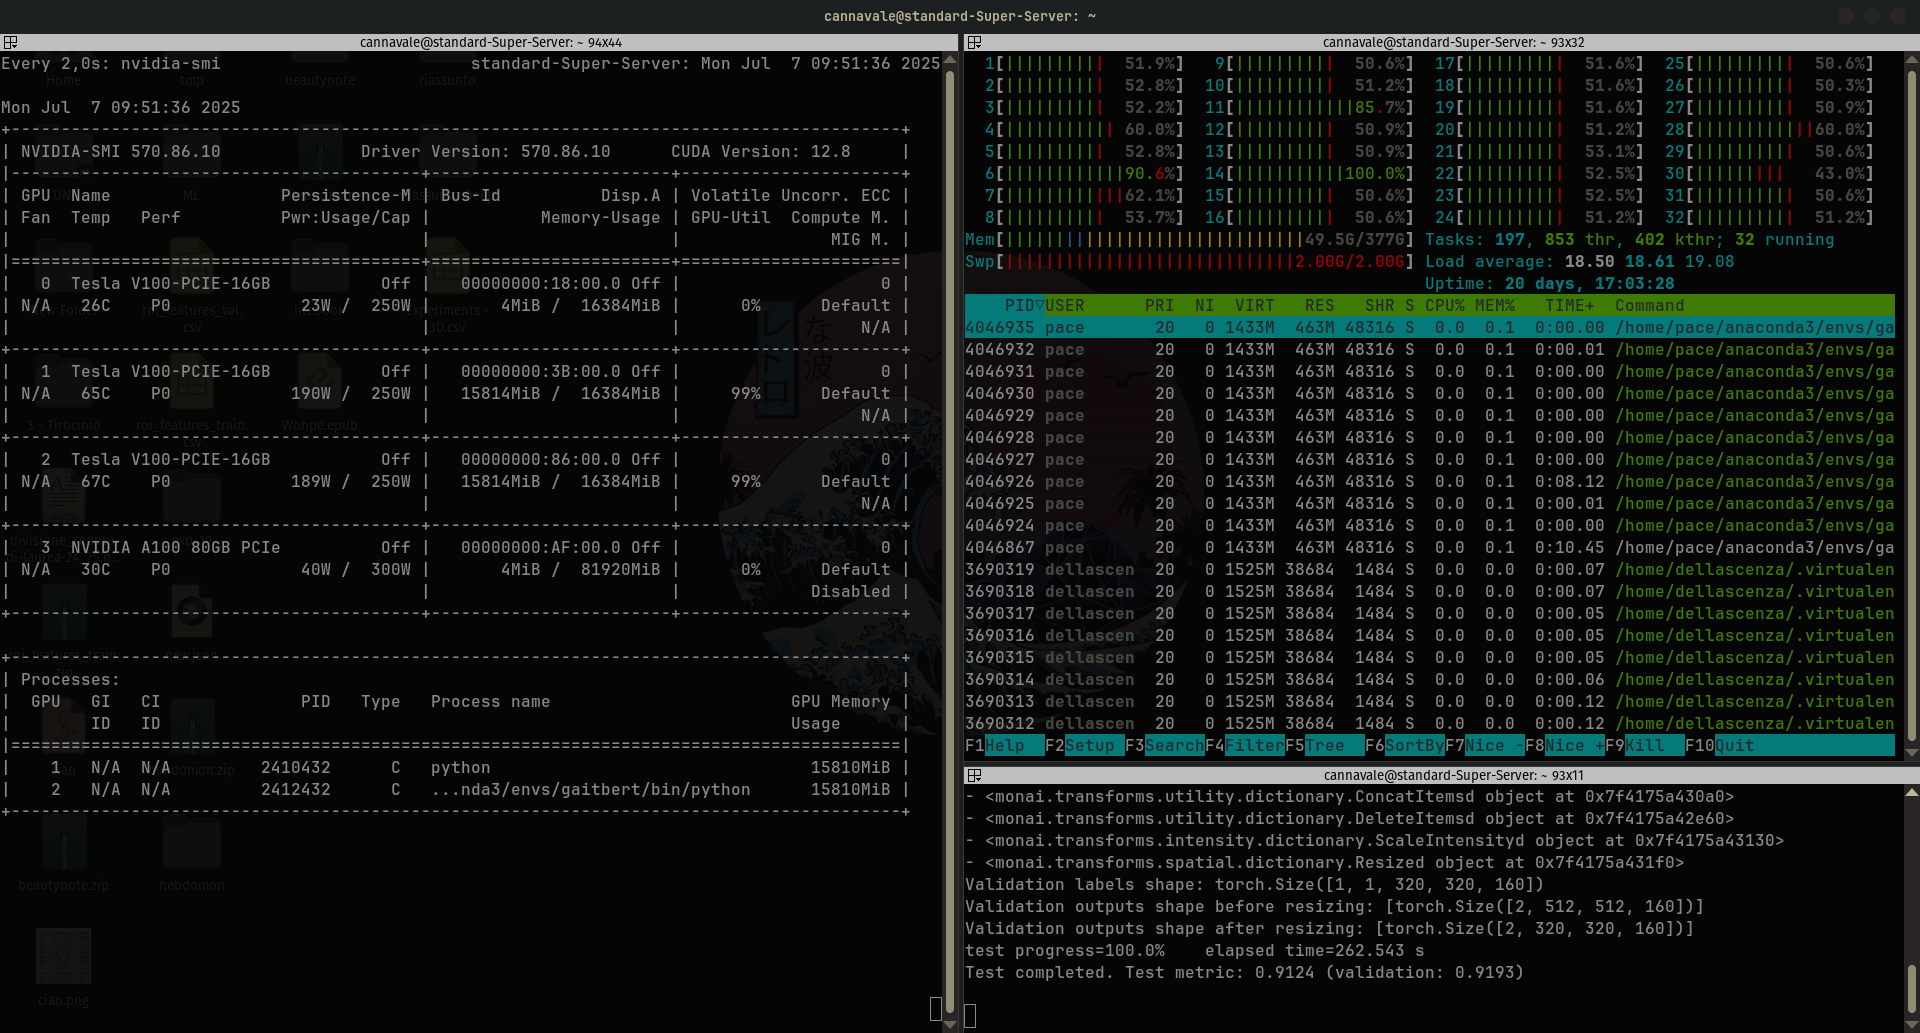 cannavale@standard-Super-Server: ~
cannavale@standard-Super-Server: ~ 94x44
Every 2,0s: nvidia-smi standard-Super-Server: Mon Jul 7 09:51:36 2025
Mon Jul 7 09:51:36 2025
NVIDIA-SMI 570.86.10 Driver Version: 570.86.10 CUDA Version: 12.8
GPU Name Persistence-M | Bus-Id Disp.A | Volatile Uncorr. ECC
Fan Temp Perf Pwr:Usage/Cap | Memory-Usage | GPU-Util Compute M.
MIG M.
0 Tesla V100-PCIE-16GB Off | 00000000:18:00.0 Off | 0
N/A 26C P0 23W / 250W | 4MiB / 16384MiB | 0% Default
N/A
1 Tesla V100-PCIE-16GB Off | 00000000:3B:00.0 Off | 0
N/A 65C P0 190W / 250W | 15814MiB / 16384MiB | 99% Default
N/A
2 Tesla V100-PCIE-16GB Off | 00000000:86:00.0 Off | 0
N/A 67C P0 189W / 250W | 15814MiB / 16384MiB | 99% Default
N/A
3 NVIDIA A100 80GB PCIe Off | 00000000:AF:00.0 Off | 0
N/A 30C P0 40W / 300W | 4MiB / 81920MiB | 0% Default
Disabled
Processes:
GPU GI CI PID Type Process name GPU Memory
ID ID Usage
1 N/A N/A 2410432 C python 15810MiB
2 N/A N/A 2412432 C ...nda3/envs/gaitbert/bin/python 15810MiB
Home tmp beautynote riassunto
ML
roi_features_val.csv
3 - Tirocinio roi_features_train.csv Wohpe.epub
beautynote.zip hebdomon
ciao.png
レトロ
な波
cannavale@standard-Super-Server: ~ 93x32
1[ 51.9%] 9[ 50.6%] 17[ 51.6%] 25[ 50.6%]
2[ 52.8%] 10[ 51.2%] 18[ 51.6%] 26[ 50.3%]
3[ 52.2%] 11[ 85.7%] 19[ 51.6%] 27[ 50.9%]
4[ 60.0%] 12[ 50.9%] 20[ 51.2%] 28[ 60.0%]
5[ 52.8%] 13[ 50.9%] 21[ 53.1%] 29[ 50.6%]
6[ 90.6%] 14[ 100.0%] 22[ 52.5%] 30[ 43.0%]
7[ 62.1%] 15[ 50.6%] 23[ 52.5%] 31[ 50.6%]
8[ 53.7%] 16[ 50.6%] 24[ 51.2%] 32[ 51.2%]
Mem[ 49.5G/377G] Tasks: 197, 853 thr, 402 kthr; 32 running
Swp[ 2.00G/2.00G] Load average: 18.50 18.61 19.08
Uptime: 20 days, 17:03:28
PID▽USER PRI NI VIRT RES SHR S CPU% MEM% TIME+ Command
4046935 pace 20 0 1433M 463M 48316 S 0.0 0.1 0:00.00 /home/pace/anaconda3/envs/ga
4046932 pace 20 0 1433M 463M 48316 S 0.0 0.1 0:00.01 /home/pace/anaconda3/envs/ga
4046931 pace 20 0 1433M 463M 48316 S 0.0 0.1 0:00.00 /home/pace/anaconda3/envs/ga
4046930 pace 20 0 1433M 463M 48316 S 0.0 0.1 0:00.00 /home/pace/anaconda3/envs/ga
4046929 pace 20 0 1433M 463M 48316 S 0.0 0.1 0:00.00 /home/pace/anaconda3/envs/ga
4046928 pace 20 0 1433M 463M 48316 S 0.0 0.1 0:00.00 /home/pace/anaconda3/envs/ga
4046927 pace 20 0 1433M 463M 48316 S 0.0 0.1 0:00.00 /home/pace/anaconda3/envs/ga
4046926 pace 20 0 1433M 463M 48316 S 0.0 0.1 0:08.12 /home/pace/anaconda3/envs/ga
4046925 pace 20 0 1433M 463M 48316 S 0.0 0.1 0:00.01 /home/pace/anaconda3/envs/ga
4046924 pace 20 0 1433M 463M 48316 S 0.0 0.1 0:00.00 /home/pace/anaconda3/envs/ga
4046867 pace 20 0 1433M 463M 48316 S 0.0 0.1 0:10.45 /home/pace/anaconda3/envs/ga
3690319 dellascen 20 0 1525M 38684 1484 S 0.0 0.0 0:00.07 /home/dellascenza/.virtualen
3690318 dellascen 20 0 1525M 38684 1484 S 0.0 0.0 0:00.07 /home/dellascenza/.virtualen
3690317 dellascen 20 0 1525M 38684 1484 S 0.0 0.0 0:00.05 /home/dellascenza/.virtualen
3690316 dellascen 20 0 1525M 38684 1484 S 0.0 0.0 0:00.05 /home/dellascenza/.virtualen
3690315 dellascen 20 0 1525M 38684 1484 S 0.0 0.0 0:00.05 /home/dellascenza/.virtualen
3690314 dellascen 20 0 1525M 38684 1484 S 0.0 0.0 0:00.06 /home/dellascenza/.virtualen
3690313 dellascen 20 0 1525M 38684 1484 S 0.0 0.0 0:00.12 /home/dellascenza/.virtualen
3690312 dellascen 20 0 1525M 38684 1484 S 0.0 0.0 0:00.12 /home/dellascenza/.virtualen
F1Help F2Setup F3SearchF4FilterF5Tree F6SortByF7Nice -F8Nice +F9Kill F10Quit
cannavale@standard-Super-Server: ~ 93x11
- <monai.transforms.utility.dictionary.ConcatItemsd object at 0x7f4175a430a0>
- <monai.transforms.utility.dictionary.DeleteItemsd object at 0x7f4175a42e60>
- <monai.transforms.intensity.dictionary.ScaleIntensityd object at 0x7f4175a43130>
- <monai.transforms.spatial.dictionary.Resized object at 0x7f4175a431f0>
Validation labels shape: torch.Size([1, 1, 320, 320, 160])
Validation outputs shape before resizing: [torch.Size([2, 512, 512, 160])]
Validation outputs shape after resizing: [torch.Size([2, 320, 320, 160])]
test progress=100.0% elapsed time=262.543 s
Test completed. Test metric: 0.9124 (validation: 0.9193)